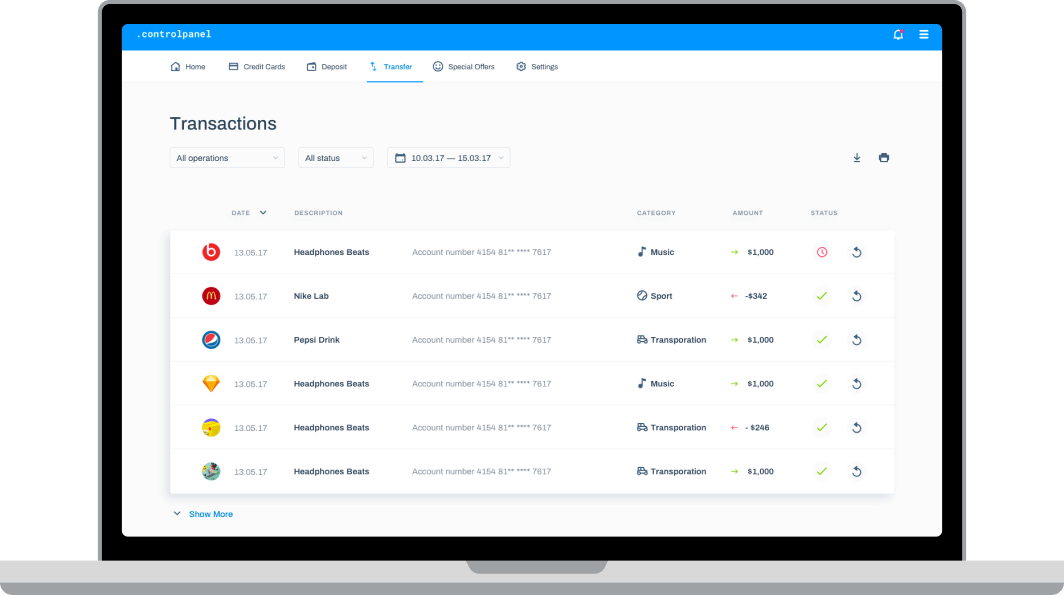 .controlpanel
Home Credit Cards Deposit Transfer Special Offers Settings
Transactions
All operations All status 10.03.17 — 15.03.17
DATE DESCRIPTION CATEGORY AMOUNT STATUS
13.05.17 Headphones Beats Account number 4154 81** **** 7617 Music $1,000
13.05.17 Nike Lab Account number 4154 81** **** 7617 Sport -$342
13.05.17 Pepsi Drink Account number 4154 81** **** 7617 Transporation $1,000
13.05.17 Headphones Beats Account number 4154 81** **** 7617 Music $1,000
13.05.17 Headphones Beats Account number 4154 81** **** 7617 Transporation - $246
13.05.17 Headphones Beats Account number 4154 81** **** 7617 Transporation $1,000
Show More